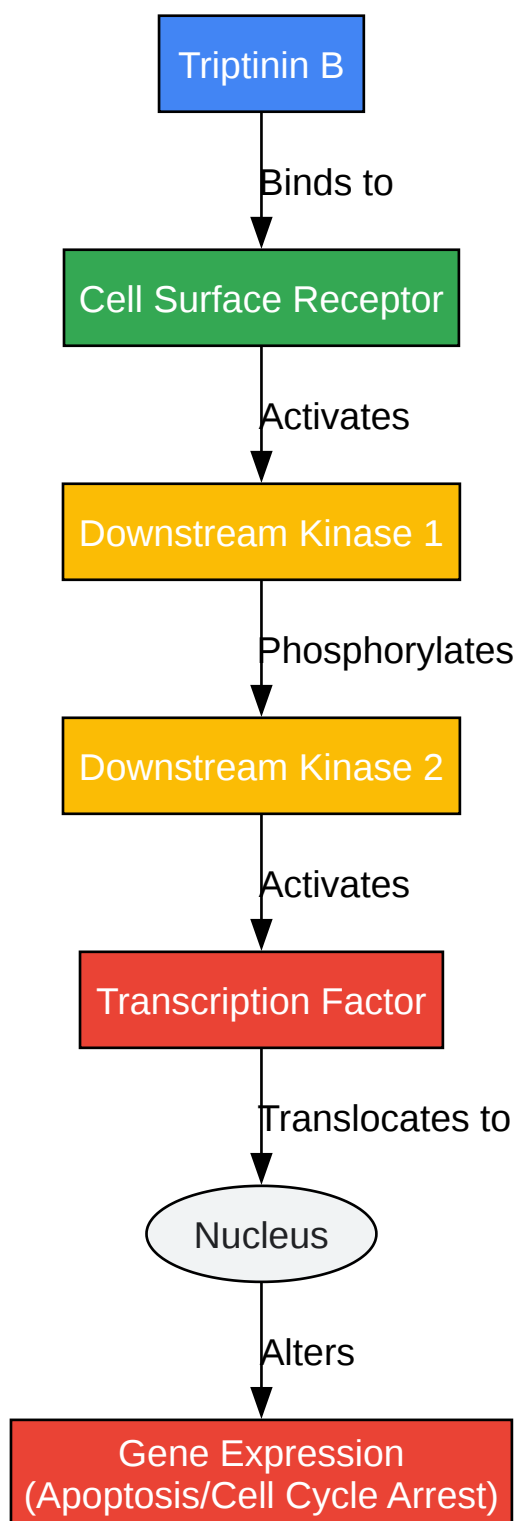 Triptinin B
Binds to
Cell Surface Receptor
Activates
Downstream Kinase 1
Phosphorylates
Downstream Kinase 2
Activates
Transcription Factor
Translocates to
Nucleus
Alters
Gene Expression
(Apoptosis/Cell Cycle Arrest)